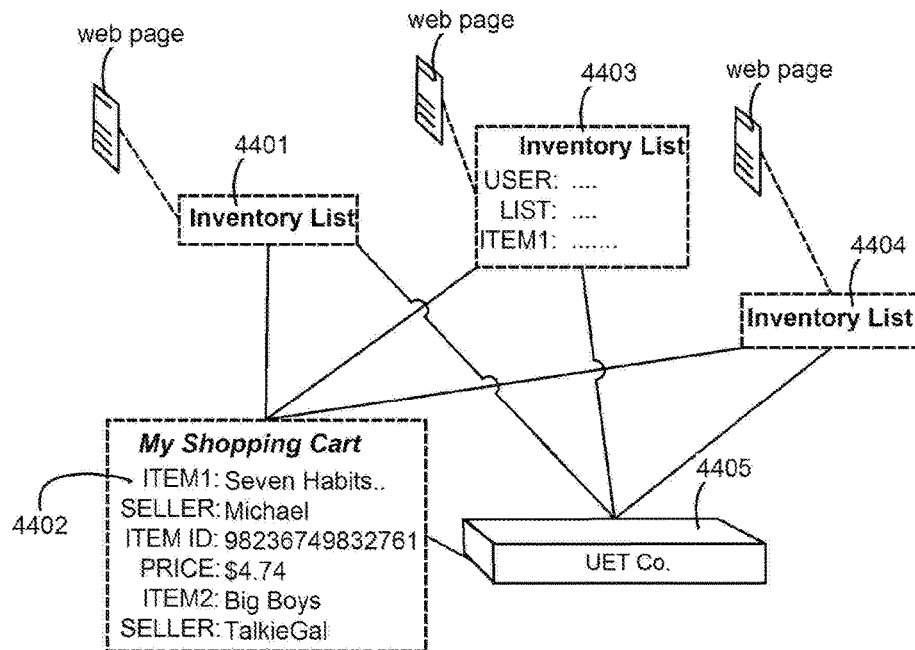 web page
web page
4403
web page
4401
Inventory List
USER: ....
LIST: ....
ITEM1: .......
Inventory List
4404
Inventory List
My Shopping Cart
ITEM1: Seven Habits..
4402
SELLER: Michael
ITEM ID: 98236749832761
PRICE: $4.74
ITEM2: Big Boys
SELLER: TalkieGal
4405
UET Co.